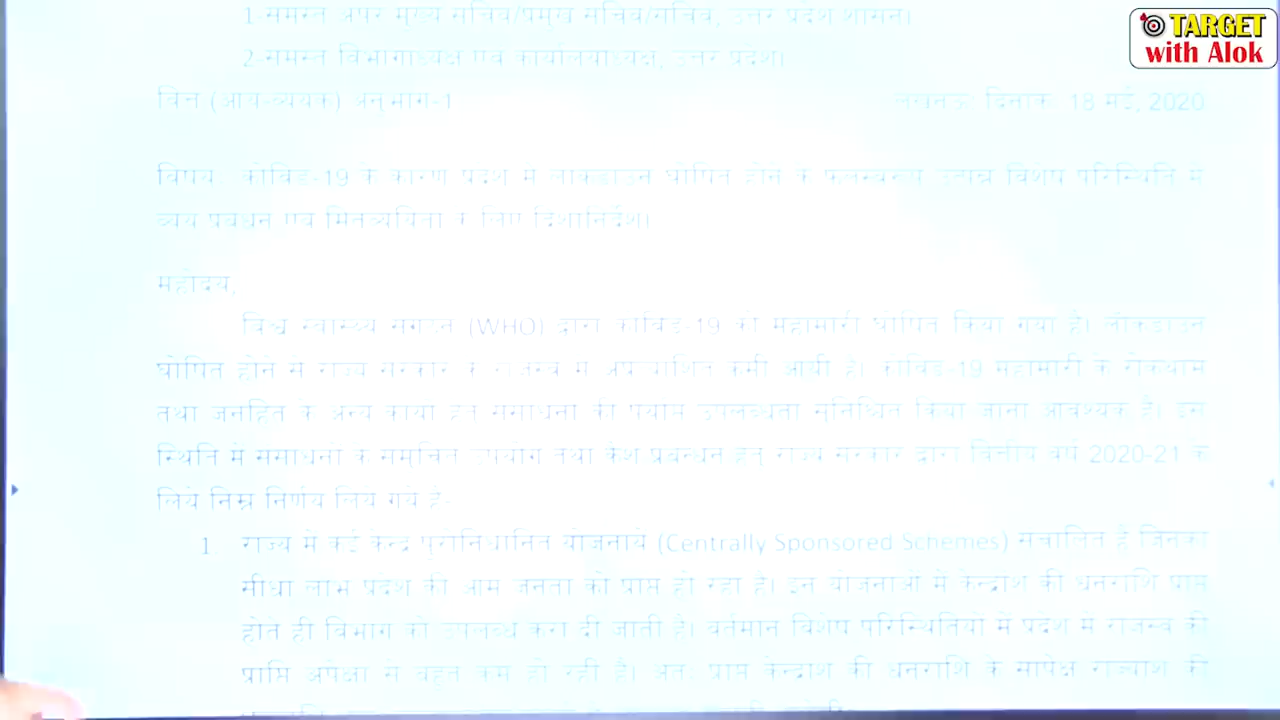 1-समस्त अपर मुख्य सचिव/प्रमुख सचिव/सचिव, उत्तर प्रदेश शासन।
2-समस्त विभागाध्यक्ष एवं कार्यालयाध्यक्ष, उत्तर प्रदेश।
TARGET
with Alok
वित्त (आय-व्ययक) अनुभाग-1 लखनऊ दिनांक 18 मई, 2020
विषय कोविड-19 के कारण प्रदेश में लाकडाउन घोषित होने के फलस्वरूप उत्पन्न विशेष परिस्थिति में
व्यय प्रबंधन एवं मितव्ययिता के लिए दिशानिर्देश।
महोदय,
विश्व स्वास्थ्य संगठन (WHO) द्वारा कोविड-19 को महामारी घोषित किया गया है। लॉकडाउन
घोषित होने से राज्य सरकार के राजस्व में अप्रत्याशित कमी आयी है। कोविड-19 महामारी के रोकथाम
तथा जनहित के अन्य कार्यों हेतु संसाधनों की पर्याप्त उपलब्धता सुनिश्चित किया जाना आवश्यक है। इस
स्थिति में संसाधनों के समुचित उपयोग तथा कैश प्रबन्धन हेतु राज्य सरकार द्वारा वित्तीय वर्ष 2020-21 के
लिये निम्न निर्णय लिये गये है-
1. राज्य में कई केन्द्र पुरोनिधानित योजनायें (Centrally Sponsored Schemes) संचालित हैं जिनका
सीधा लाभ प्रदेश की आम जनता को प्राप्त हो रहा है। इन योजनाओं में केन्द्रांश की धनराशि प्राप्त
होते ही विभाग को उपलब्ध करा दी जाती है। वर्तमान विशेष परिस्थितियों में प्रदेश में राजस्व की
प्राप्ति अपेक्षा से बहुत कम हो रही है। अतः प्राप्त केन्द्रांश की धनराशि के सापेक्ष राज्यांश की